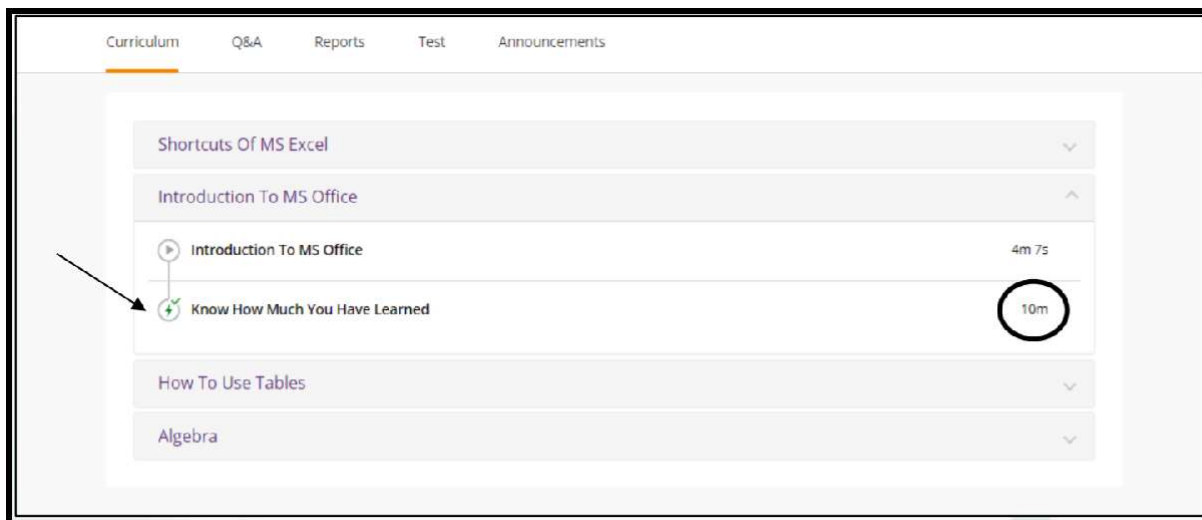 Curriculum Q&A Reports Test Announcements
Shortcuts Of MS Excel
Introduction To MS Office
Introduction To MS Office 4m 7s
Know How Much You Have Learned 10m
How To Use Tables
Algebra